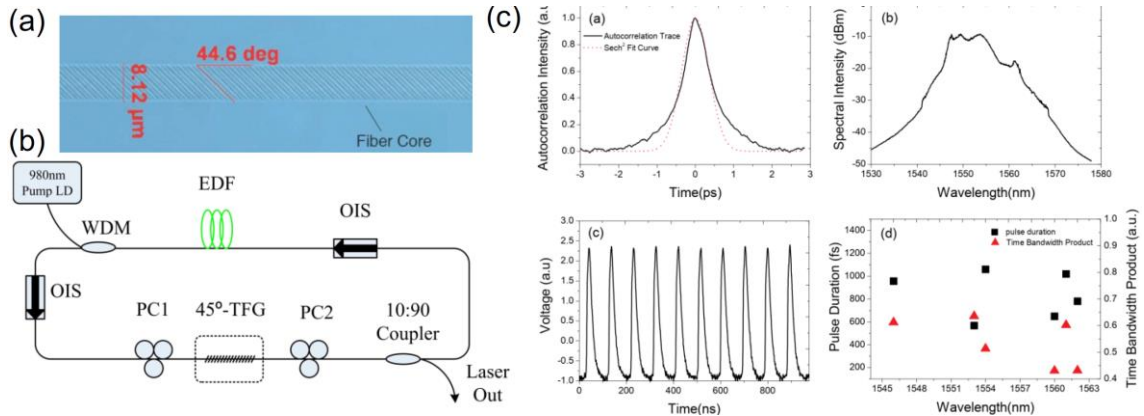 (a)
44.6 deg
8.12 μm
Fiber Core
(b)
980nm
Pump LD
WDM
EDF
OIS
OIS
PC1
45°-TFG
PC2
10:90
Coupler
Laser
Out
(c)
(a)
Autocorrelation Trace
Sech² Fit Curve
Autocorrelation Intensity (a.u
1.0
0.8
0.6
0.4
0.2
0.0
-3 -2 -1 0 1 2 3
Time(ps)
(b)
Spectral Intensity (dBm)
0
-10
-20
-30
-40
-50
1530 1540 1550 1560 1570 1580
Wavelength(nm)
(c)
Voltage (a.u)
3.0
2.5
2.0
1.5
1.0
0.5
0.0
-0.5
-1.0
0 200 400 600 800
Time(ns)
(d)
pulse duration
Time Bandwidth Product
Pulse Duration (fs)
1400
1200
1000
800
600
400
200
0
1545 1548 1551 1554 1557 1560 1563
Wavelength(nm)
Time Bandwidth Product (a.u.)
1.0
0.9
0.8
0.7
0.6
0.5
0.4